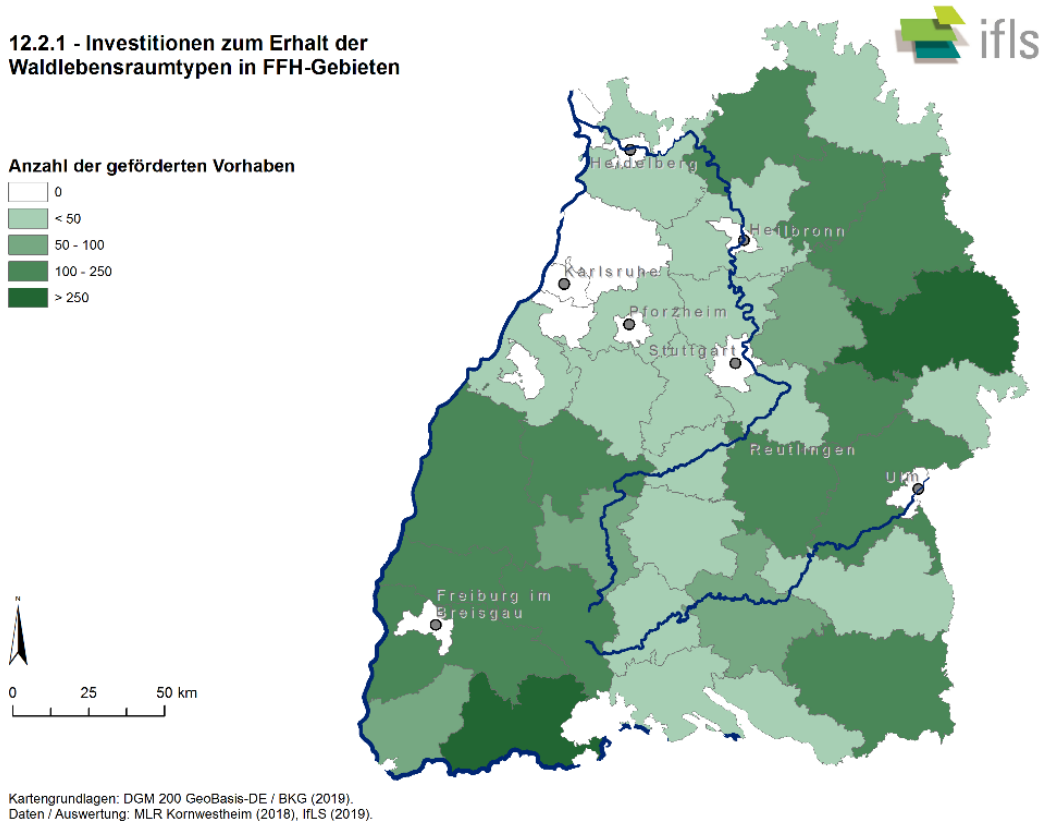 12.2.1 - Investitionen zum Erhalt der
Waldlebensraumtypen in FFH-Gebieten
ifls
Anzahl der geförderten Vorhaben
0
< 50
50 - 100
100 - 250
> 250
Heidelberg
Heilbronn
Karlsruhe
Pforzheim
Stuttgart
Reutlingen
Ulm
Freiburg im
Breisgau
N
0 25 50 km
Kartengrundlagen: DGM 200 GeoBasis-DE / BKG (2019).
Daten / Auswertung: MLR Kornwestheim (2018), IfLS (2019).